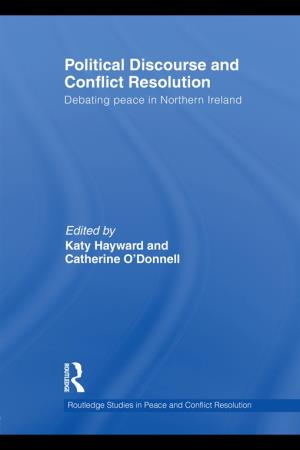 Political Discourse and
Conflict Resolution
Debating peace in Northern Ireland
Edited by
Katy Hayward and
Catherine O'Donnell
ROUTLEDGE
Routledge Studies in Peace and Conflict Resolution